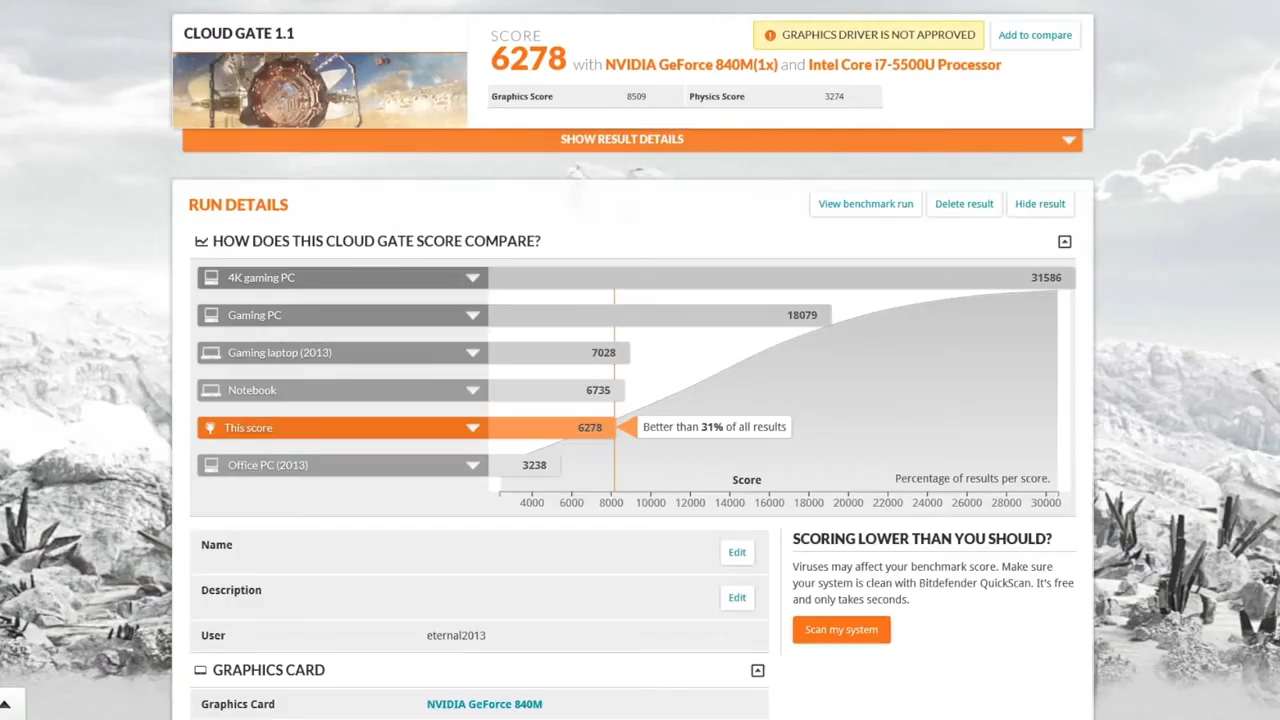 CLOUD GATE 1.1
SCORE
6278 with NVIDIA GeForce 840M(1x) and Intel Core i7-5500U Processor
GRAPHICS DRIVER IS NOT APPROVED
Add to compare
Graphics Score 8509 Physics Score 3274
SHOW RESULT DETAILS
RUN DETAILS
View benchmark run Delete result Hide result
HOW DOES THIS CLOUD GATE SCORE COMPARE?
4K gaming PC 31586
Gaming PC 18079
Gaming laptop (2013) 7028
Notebook 6735
This score 6278 Better than 31% of all results
Office PC (2013) 3238
Score Percentage of results per score.
4000 6000 8000 10000 12000 14000 16000 18000 20000 22000 24000 26000 28000 30000
Name Edit
Description Edit
User eternal2013
SCORING LOWER THAN YOU SHOULD?
Viruses may affect your benchmark score. Make sure
your system is clean with Bitdefender QuickScan. It's free
and only takes seconds.
Scan my system
GRAPHICS CARD
Graphics Card NVIDIA GeForce 840M